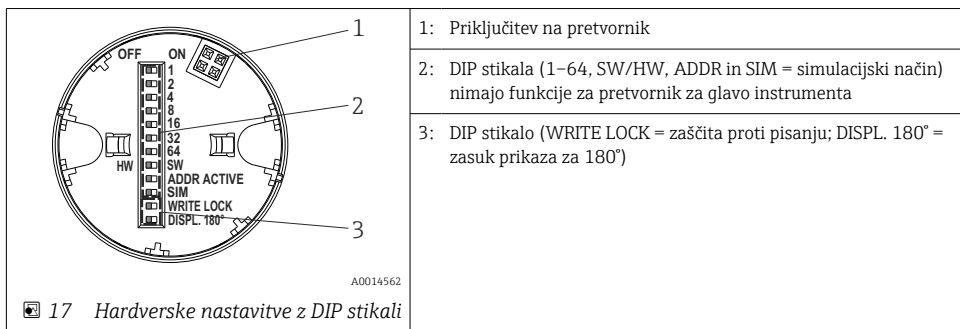 OFF ON
1
2
4
8
16
32
64
HW SW
ADDR ACTIVE
SIM
WRITE LOCK
DISPL. 180°
1
2
3
A0014562
17 Hardverske nastavitve z DIP stikali
1: Priključitev na pretvornik
2: DIP stikala (1–64, SW/HW, ADDR in SIM = simulacijski način)
nimajo funkcije za pretvornik za glavo instrumenta
3: DIP stikalo (WRITE LOCK = zaščita proti pisanju; DISPL. 180° =
zasuk prikaza za 180°)